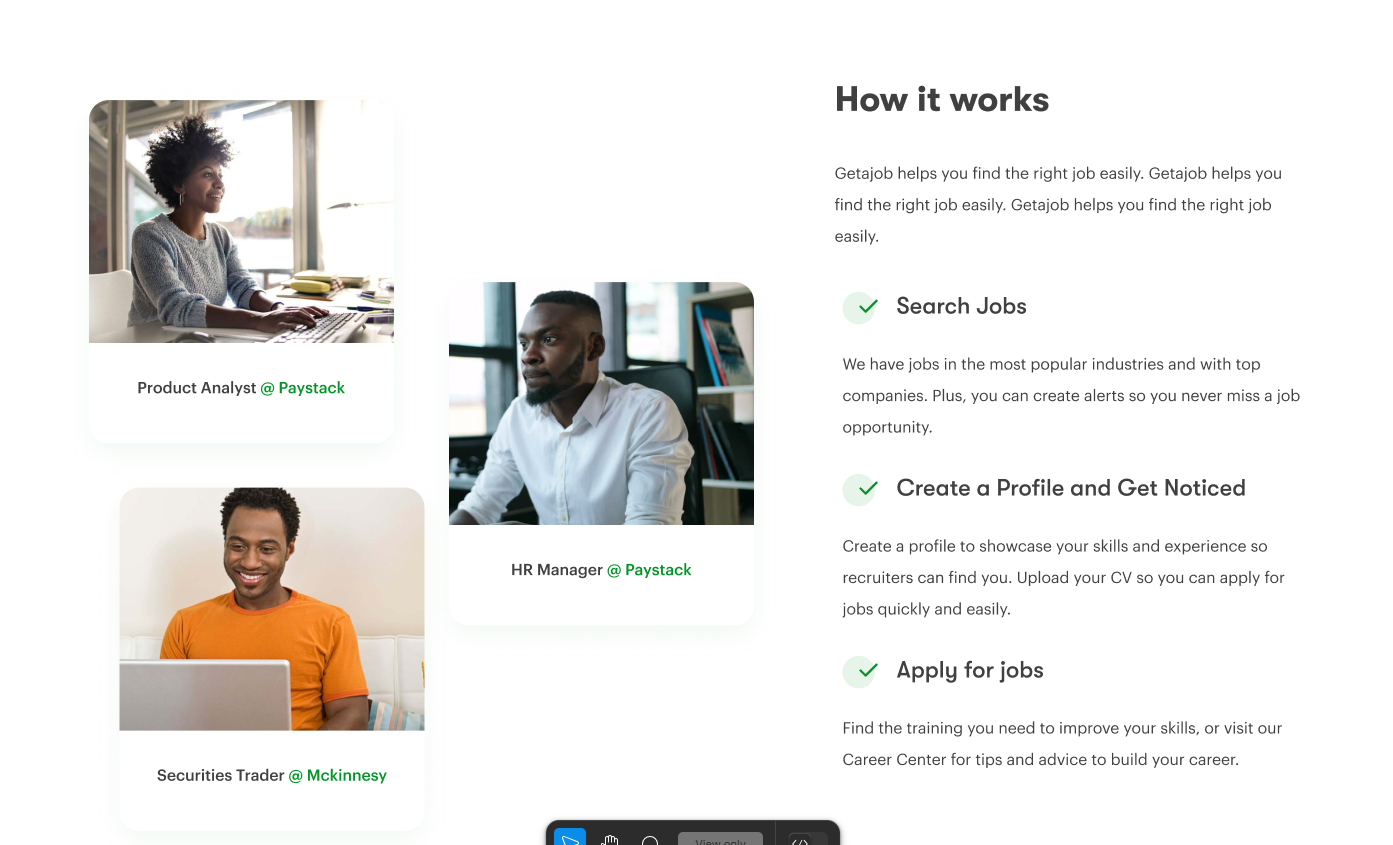 Product Analyst @ Paystack
HR Manager @ Paystack
Securities Trader @ Mckinnesy
How it works
Getajob helps you find the right job easily. Getajob helps you
find the right job easily. Getajob helps you find the right job
easily.
Search Jobs
We have jobs in the most popular industries and with top
companies. Plus, you can create alerts so you never miss a job
opportunity.
Create a Profile and Get Noticed
Create a profile to showcase your skills and experience so
recruiters can find you. Upload your CV so you can apply for
jobs quickly and easily.
Apply for jobs
Find the training you need to improve your skills, or visit our
Career Center for tips and advice to build your career.
View only